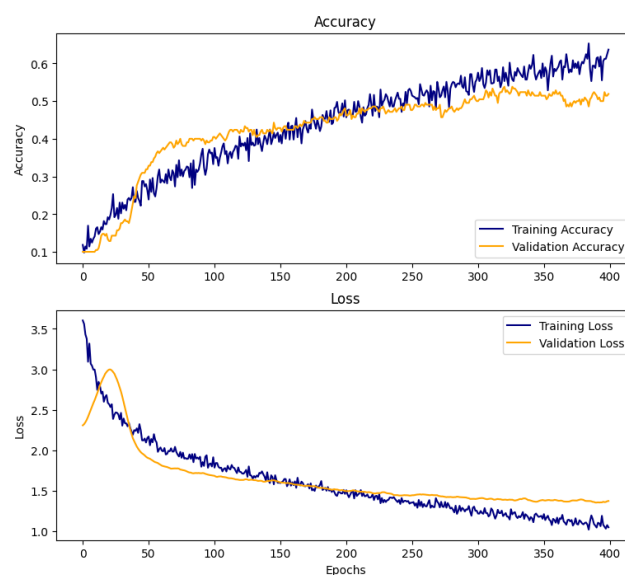 Accuracy
0.6
0.5
0.4
0.3
0.2
0.1
Accuracy
Training Accuracy
Validation Accuracy
0 50 100 150 200 250 300 350 400
Loss
3.5
3.0
2.5
2.0
1.5
1.0
Loss
Training Loss
Validation Loss
0 50 100 150 200 250 300 350 400
Epochs